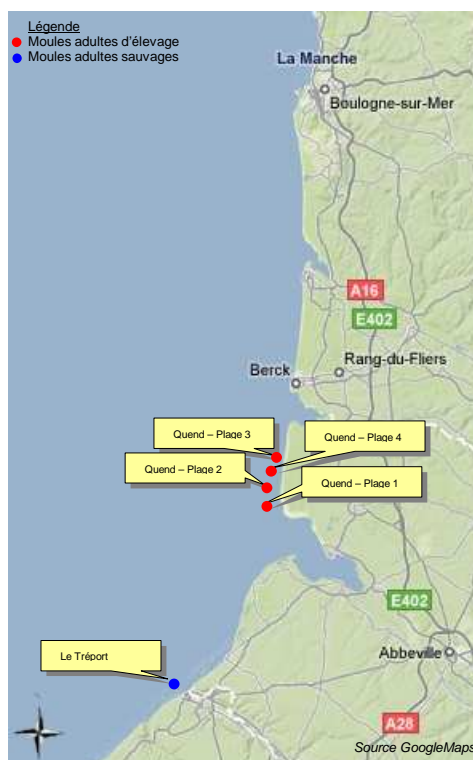 Légende
Moules adultes d'élevage
Moules adultes sauvages
La Manche
Boulogne-sur-Mer
A16
E402
Berck
Rang-du-Fliers
Quend – Plage 3
Quend – Plage 4
Quend – Plage 2
Quend – Plage 1
E402
Le Tréport
Abbeville
A28
Source GoogleMaps